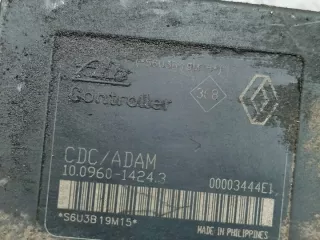 Ate
Controller
CDC/ADAM
10.0960-1424.3
00003444E1
*S6U3B19M15*
MADE
IN PHILIPPINES